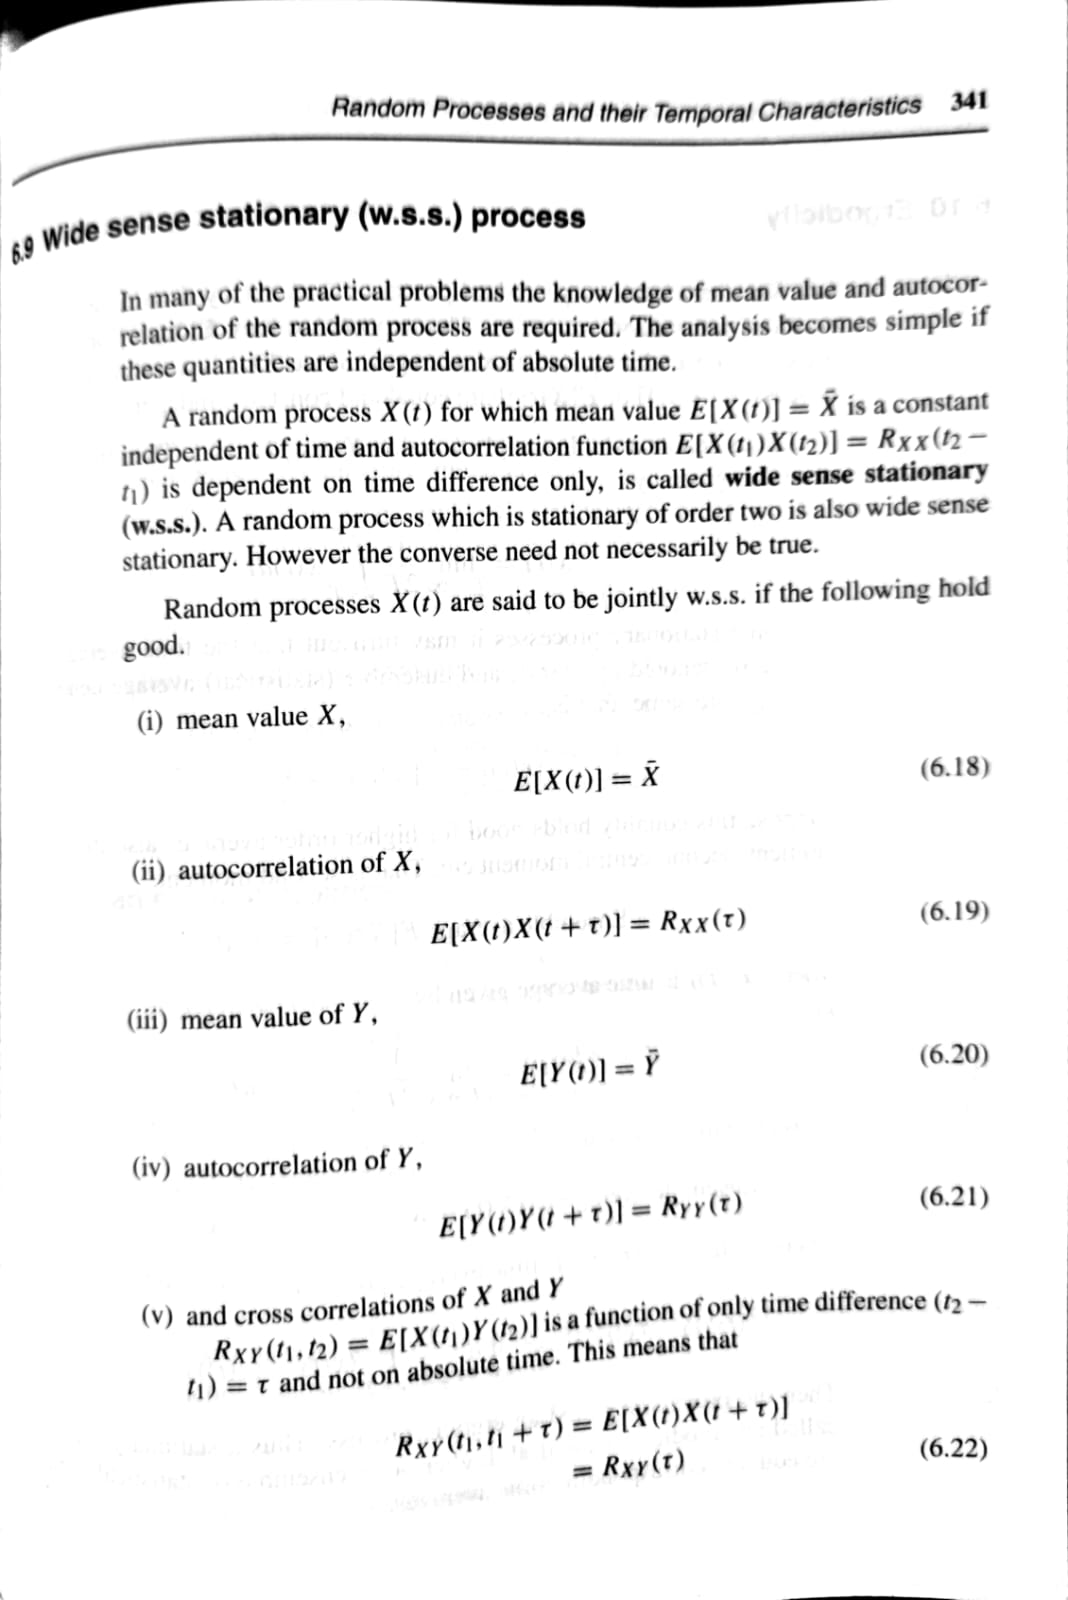 Random Processes and their Temporal Characteristics 341
6.9 Wide sense stationary (w.s.s.) process
In many of the practical problems the knowledge of mean value and autocor-
relation of the random process are required. The analysis becomes simple if
these quantities are independent of absolute time.
A random process X(t) for which mean value E[X(t)] = X̄ is a constant
independent of time and autocorrelation function E[X(t₁)X(t₂)] = R_XX(t₂ −
t₁) is dependent on time difference only, is called wide sense stationary
(w.s.s.). A random process which is stationary of order two is also wide sense
stationary. However the converse need not necessarily be true.
Random processes X(t) are said to be jointly w.s.s. if the following hold
good.
(i) mean value X,
E[X(t)] = X̄ (6.18)
(ii) autocorrelation of X,
E[X(t)X(t + τ)] = R_XX(τ) (6.19)
(iii) mean value of Y,
E[Y(t)] = Ȳ (6.20)
(iv) autocorrelation of Y,
E[Y(t)Y(t + τ)] = R_YY(τ) (6.21)
(v) and cross correlations of X and Y
R_XY(t₁, t₂) = E[X(t₁)Y(t₂)] is a function of only time difference (t₂ −
t₁) = τ and not on absolute time. This means that
R_XY(t₁, t₁ + τ) = E[X(t)X(t + τ)]
= R_XY(τ) (6.22)